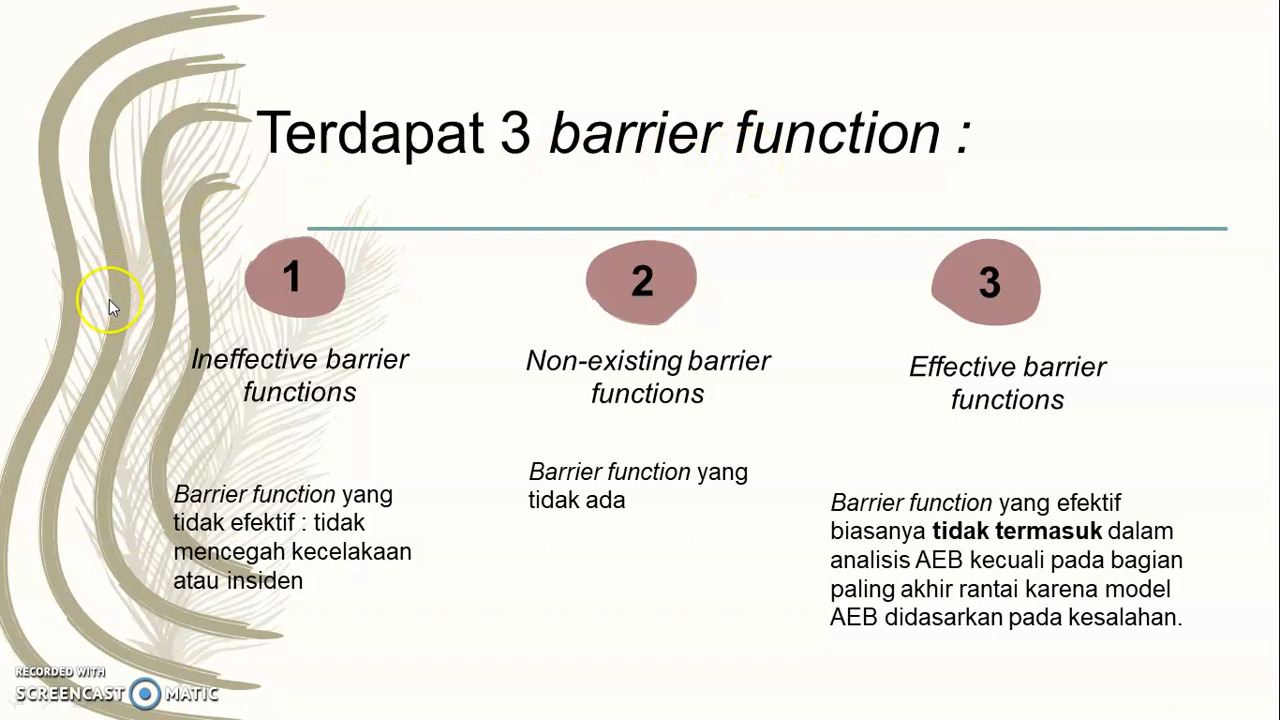 Terdapat 3 barrier function :
1
Ineffective barrier
functions
Barrier function yang
tidak efektif : tidak
mencegah kecelakaan
atau insiden
2
Non-existing barrier
functions
Barrier function yang
tidak ada
3
Effective barrier
functions
Barrier function yang efektif
biasanya tidak termasuk dalam
analisis AEB kecuali pada bagian
paling akhir rantai karena model
AEB didasarkan pada kesalahan.
RECORDED WITH
SCREENCAST MATIC